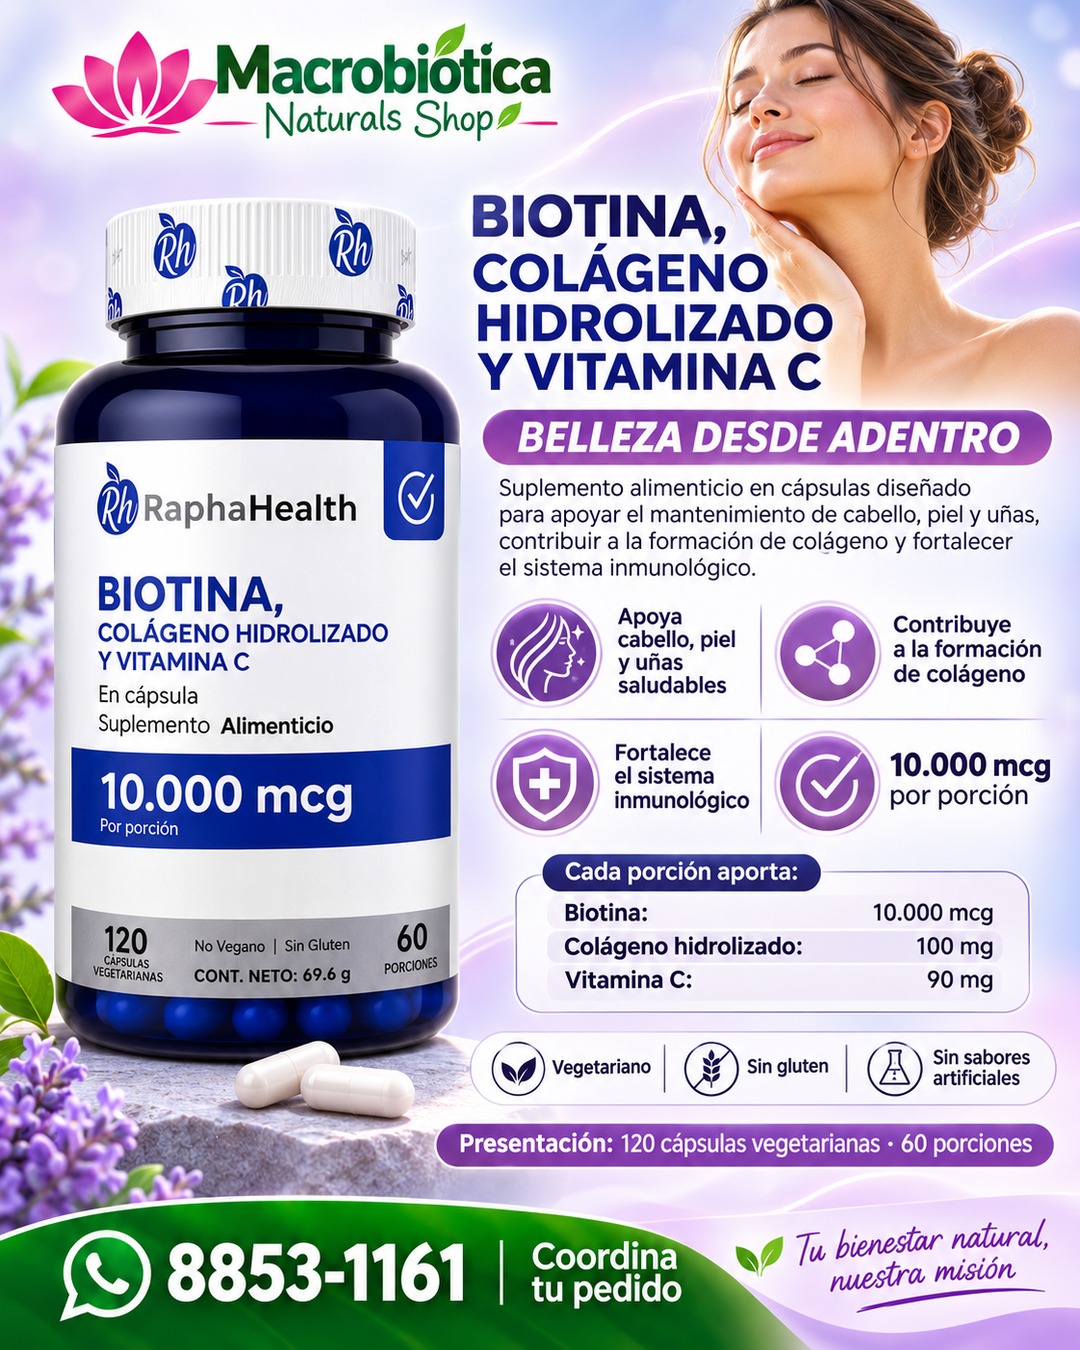 Macrobiótica
Naturals Shop
Rh
Rh
Rh
BIOTINA,
COLÁGENO
HIDROLIZADO
Y VITAMINA C
BELLEZA DESDE ADENTRO
Suplemento alimenticio en cápsulas diseñado
para apoyar el mantenimiento de cabello, piel y uñas,
contribuir a la formación de colágeno y fortalecer
el sistema inmunológico.
Rh RaphaHealth
BIOTINA,
COLÁGENO HIDROLIZADO
Y VITAMINA C
En cápsula
Suplemento Alimenticio
10.000 mcg
Por porción
120
CÁPSULAS
VEGETARIANAS
No Vegano | Sin Gluten
CONT. NETO: 69.6 g
60
PORCIONES
Apoya
cabello, piel
y uñas
saludables
Contribuye
a la formación
de colágeno
Fortalece
el sistema
inmunológico
10.000 mcg
por porción
Cada porción aporta:
Biotina: 10.000 mcg
Colágeno hidrolizado: 100 mg
Vitamina C: 90 mg
Vegetariano
Sin gluten
Sin sabores
artificiales
Presentación: 120 cápsulas vegetarianas · 60 porciones
8853-1161
Coordina
tu pedido
Tu bienestar natural,
nuestra misión